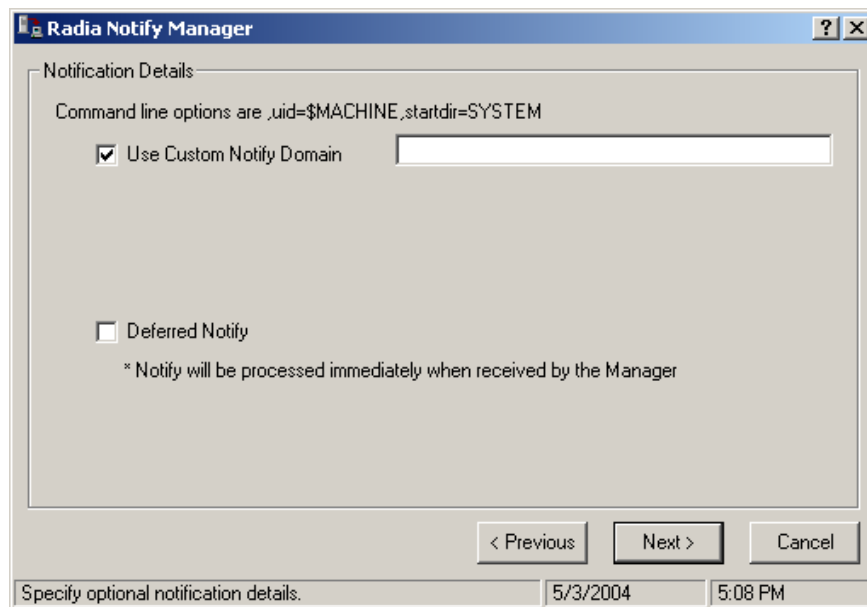 Radia Notify Manager
Notification Details
Command line options are ,uid=$MACHINE,startdir=SYSTEM
Use Custom Notify Domain
Deferred Notify
* Notify will be processed immediately when received by the Manager
< Previous
Next >
Cancel
Specify optional notification details.
5/3/2004
5:08 PM